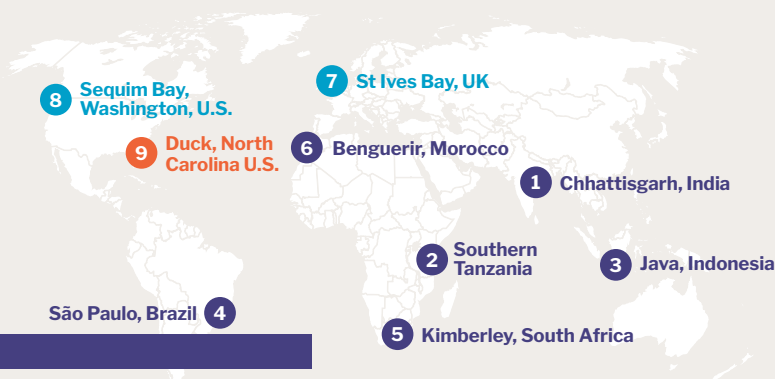 7 St Ives Bay, UK
8 Sequim Bay,
Washington, U.S.
9 Duck, North
Carolina U.S.
6 Benguerir, Morocco
1 Chhattisgarh, India
2 Southern
Tanzania
3 Java, Indonesia
São Paulo, Brazil 4
5 Kimberley, South Africa